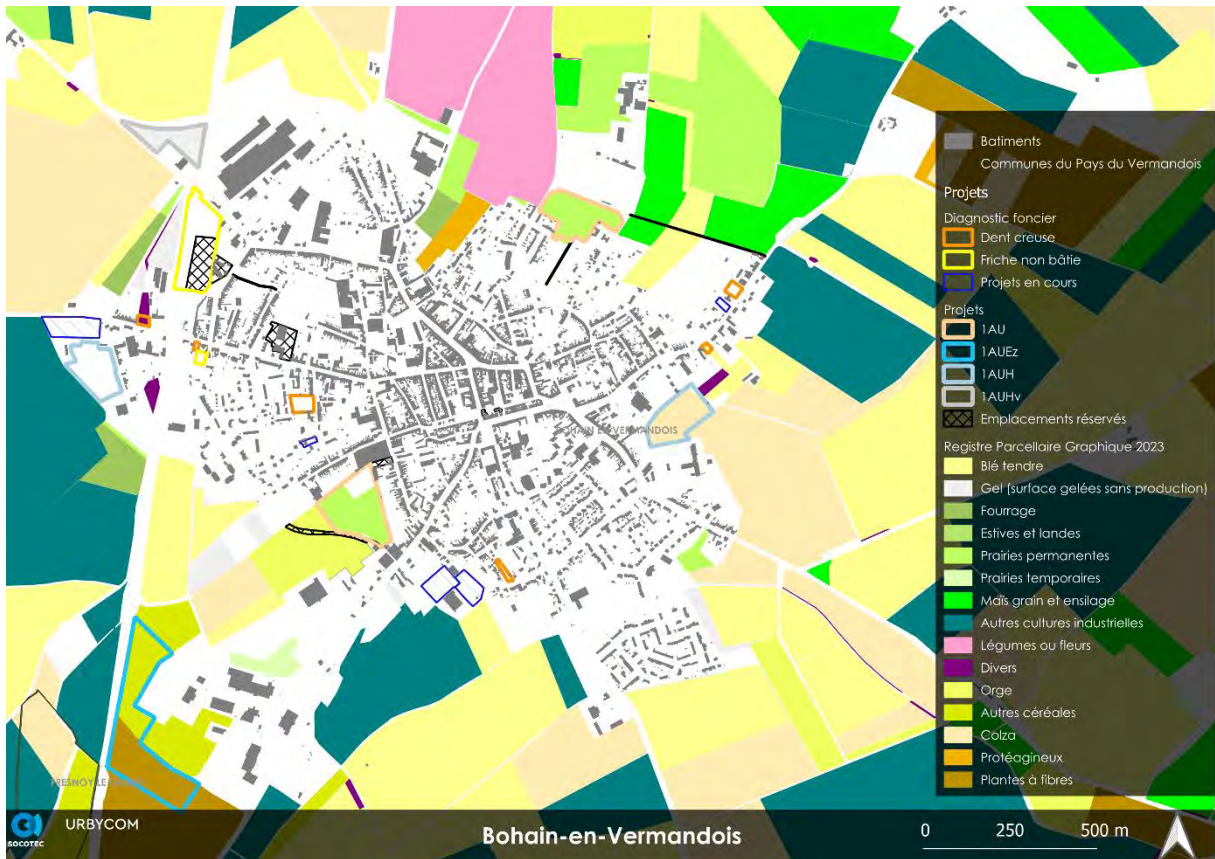 Batiments
Communes du Pays du Vermandois
Projets
Diagnostic foncier
Dent creuse
Friche non bâtie
Projets en cours
Projets
1AU
1AUEz
1AUH
1AUHv
Emplacements réservés
Registre Parcellaire Graphique 2023
Blé tendre
Gel (surface gelées sans production)
Fourrage
Estives et landes
Prairies permanentes
Prairies temporaires
Maïs grain et ensilage
Autres cultures industrielles
Légumes ou fleurs
Divers
Orge
Autres céréales
Colza
Protéagineux
Plantes à fibres
BOHAIN EN-VERMANDOIS
SOCOTEC
URBYCOM
Bohain-en-Vermandois
0 250 500 m